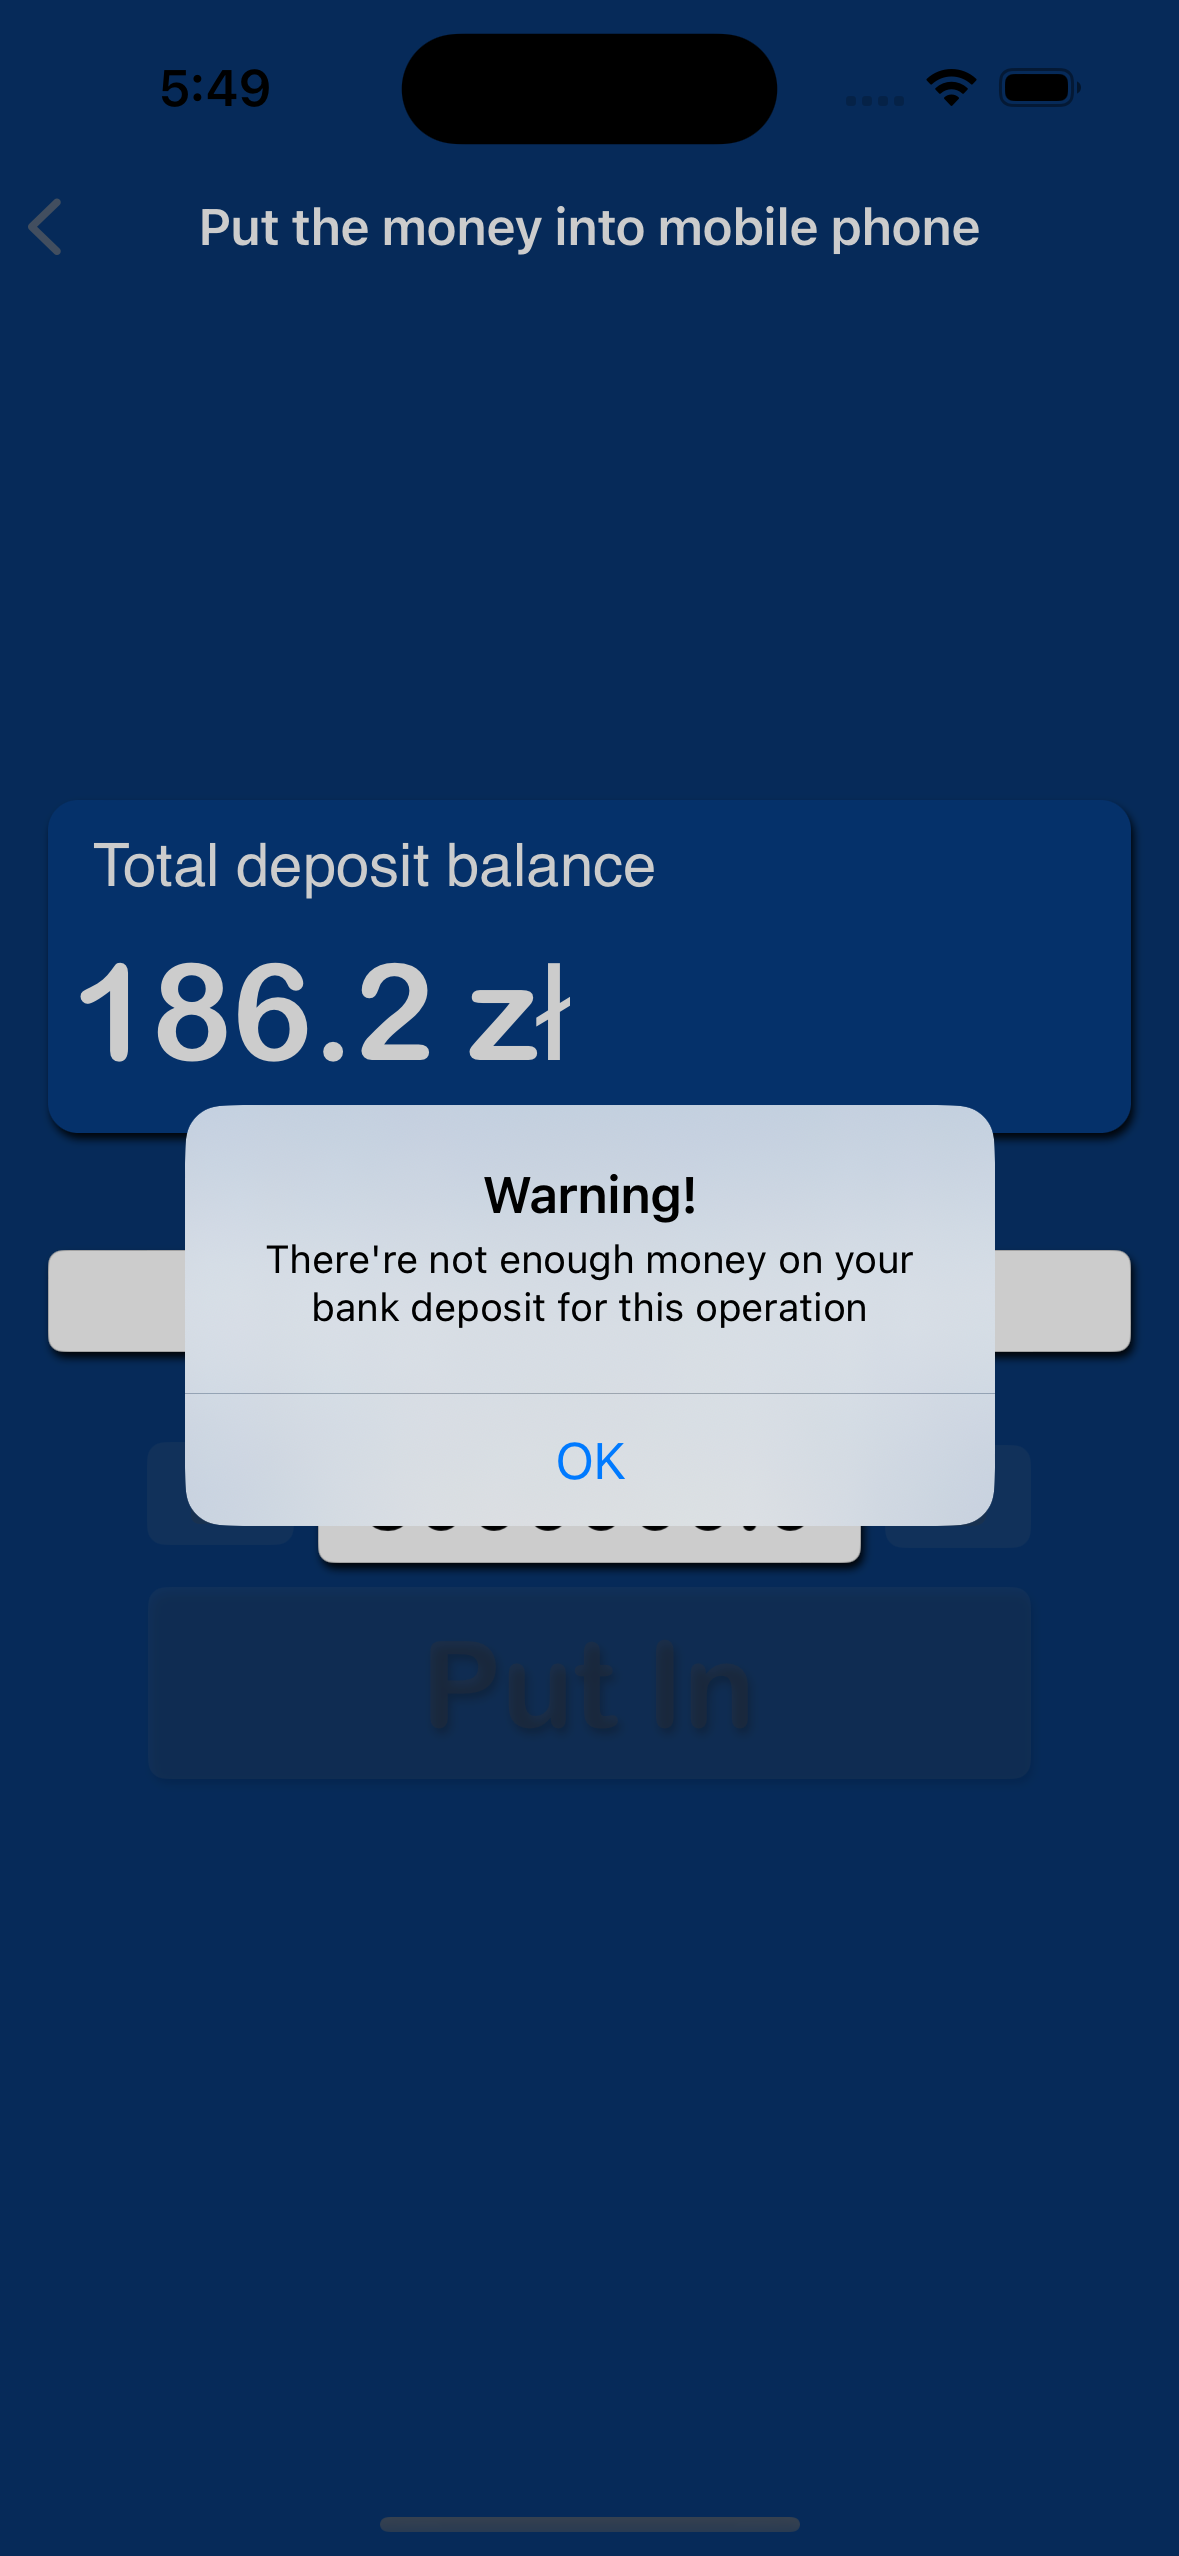 5:49
Put the money into mobile phone
Total deposit balance
186.2 zł
Warning!
There're not enough money on your
bank deposit for this operation
OK
Put In